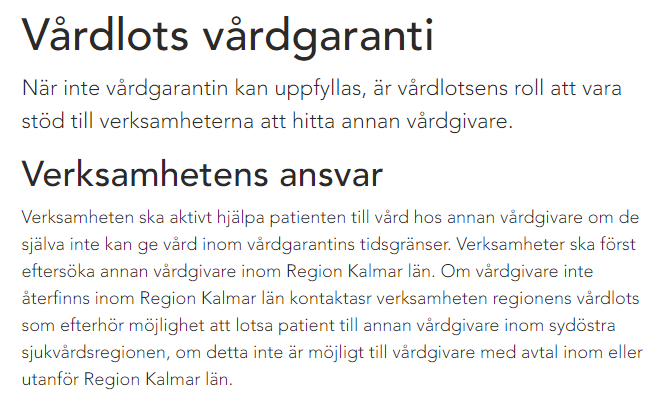 Vårdlots vårdgaranti
När inte vårdgarantin kan uppfyllas, är vårdlotsens roll att vara
stöd till verksamheterna att hitta annan vårdgivare.
Verksamhetens ansvar
Verksamheten ska aktivt hjälpa patienten till vård hos annan vårdgivare om de
själva inte kan ge vård inom vårdgarantins tidsgränser. Verksamheter ska först
eftersöka annan vårdgivare inom Region Kalmar län. Om vårdgivare inte
återfinns inom Region Kalmar län kontaktasr verksamheten regionens vårdlots
som efterhör möjlighet att lotsa patient till annan vårdgivare inom sydöstra
sjukvårdsregionen, om detta inte är möjligt till vårdgivare med avtal inom eller
utanför Region Kalmar län.